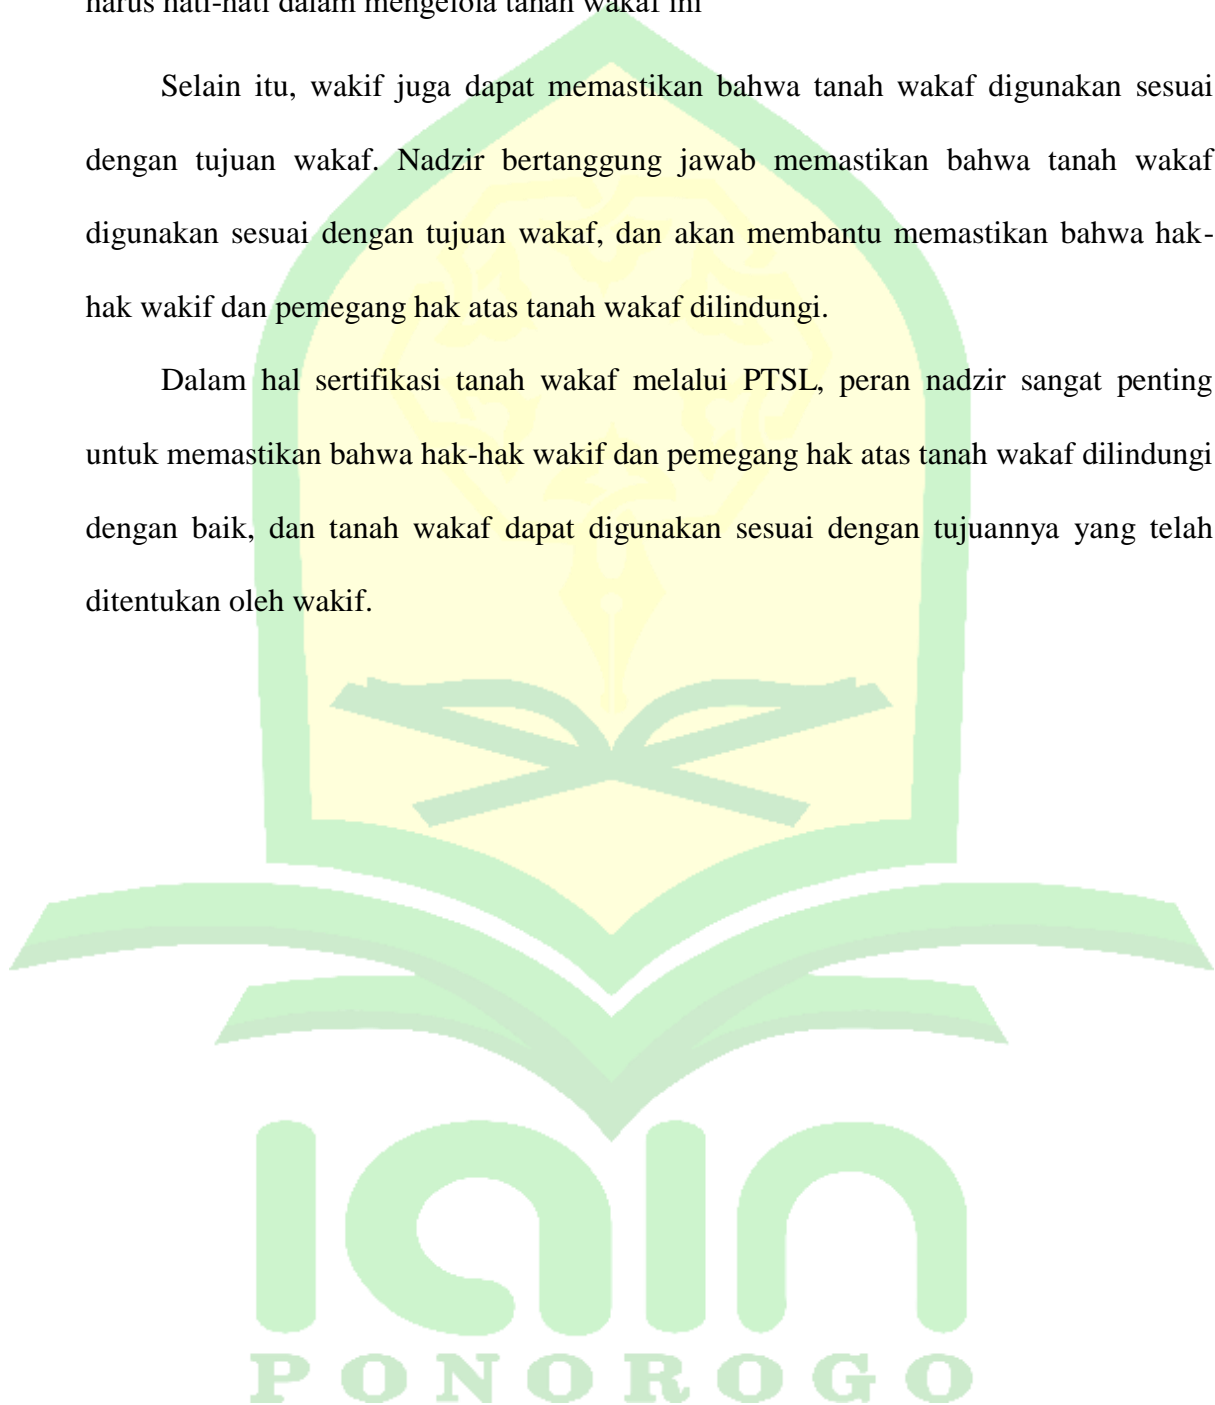 harus hati-hati dalam mengelola tanah wakaf ini
Selain itu, wakif juga dapat memastikan bahwa tanah wakaf digunakan sesuai
dengan tujuan wakaf. Nadzir bertanggung jawab memastikan bahwa tanah wakaf
digunakan sesuai dengan tujuan wakaf, dan akan membantu memastikan bahwa hak-
hak wakif dan pemegang hak atas tanah wakaf dilindungi.
Dalam hal sertifikasi tanah wakaf melalui PTSL, peran nadzir sangat penting
untuk memastikan bahwa hak-hak wakif dan pemegang hak atas tanah wakaf dilindungi
dengan baik, dan tanah wakaf dapat digunakan sesuai dengan tujuannya yang telah
ditentukan oleh wakif.
iain
PONOROGO